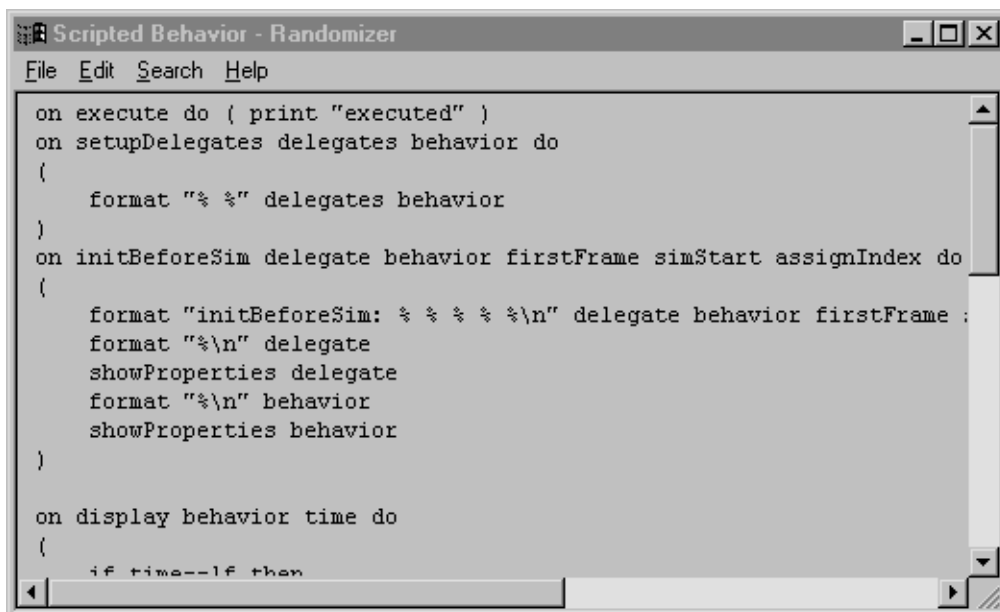 Scripted Behavior - Randomizer
File Edit Search Help
on execute do ( print "executed" )
on setupDelegates delegates behavior do
(
    format "% %" delegates behavior
)
on initBeforeSim delegate behavior firstFrame simStart assignIndex do
(
    format "initBeforeSim: % % % % %\n" delegate behavior firstFrame
    format "%\n" delegate
    showProperties delegate
    format "%\n" behavior
    showProperties behavior
)
on display behavior time do
(
    if then